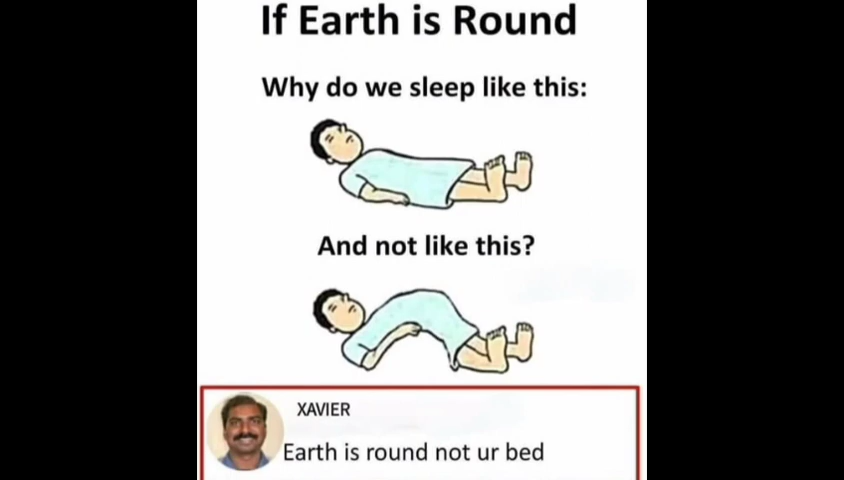 If Earth is Round
Why do we sleep like this:
And not like this?
XAVIER
Earth is round not ur bed